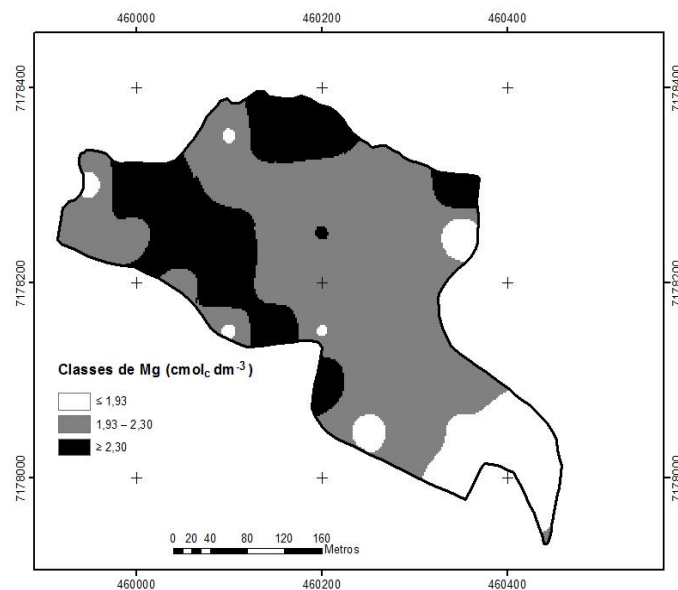 460000 460200 460400
7178400 7178400
7178200 7178200
Classes de Mg (cmolc dm-3)
≤ 1,93
1,93 – 2,30
≥ 2,30
7178000 7178000
0 20 40 80 120 160
Metros
460000 460200 460400